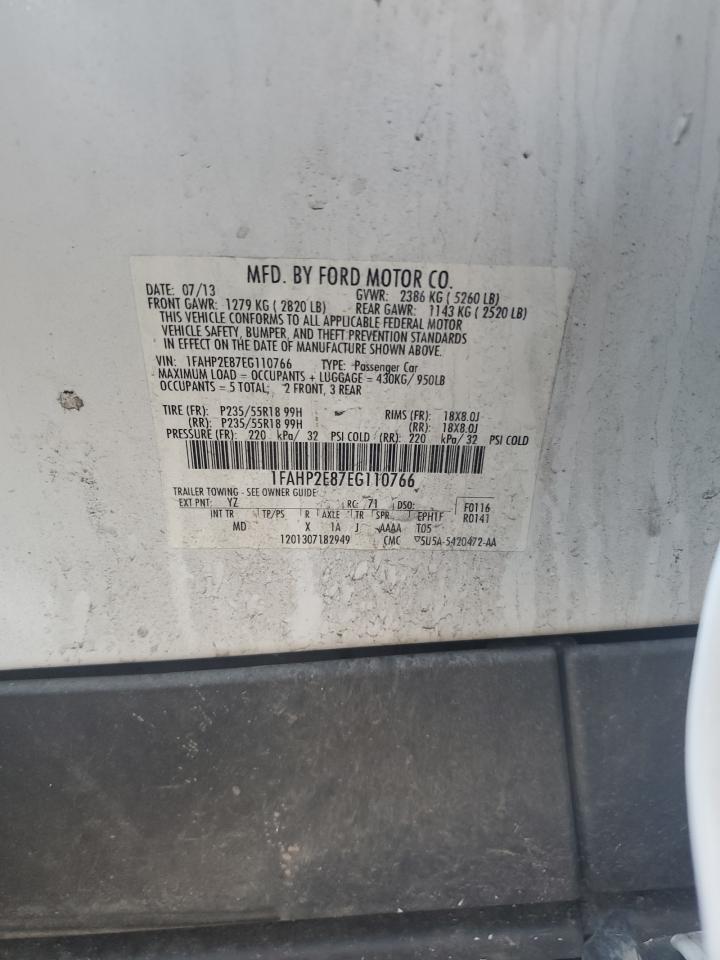 MFD. BY FORD MOTOR CO.
DATE: 07/13 GVWR: 2386 KG ( 5260 LB)
FRONT GAWR: 1279 KG ( 2820 LB) REAR GAWR: 1143 KG ( 2520 LB)
THIS VEHICLE CONFORMS TO ALL APPLICABLE FEDERAL MOTOR
VEHICLE SAFETY, BUMPER, AND THEFT PREVENTION STANDARDS
IN EFFECT ON THE DATE OF MANUFACTURE SHOWN ABOVE.
VIN: 1FAHP2E87EG110766 TYPE: Passenger Car
MAXIMUM LOAD = OCCUPANTS + LUGGAGE = 430KG/ 950LB
OCCUPANTS = 5 TOTAL; 2 FRONT, 3 REAR
TIRE (FR): P235/55R18 99H RIMS (FR): 18X8.0J
(RR): P235/55R18 99H (RR): 18X8.0J
PRESSURE (FR): 220 kPa/ 32 PSI COLD (RR): 220 kPa/ 32 PSI COLD
1FAHP2E87EG110766
TRAILER TOWING - SEE OWNER GUIDE
EXT PNT: YZ RC: 71 DSO: F0116
INT TR TP/PS R AXLE TR SPR EPHTF R0141
MD X 1A J AAAA T05
1201307182949 CMC 5U5A-5420472-AA